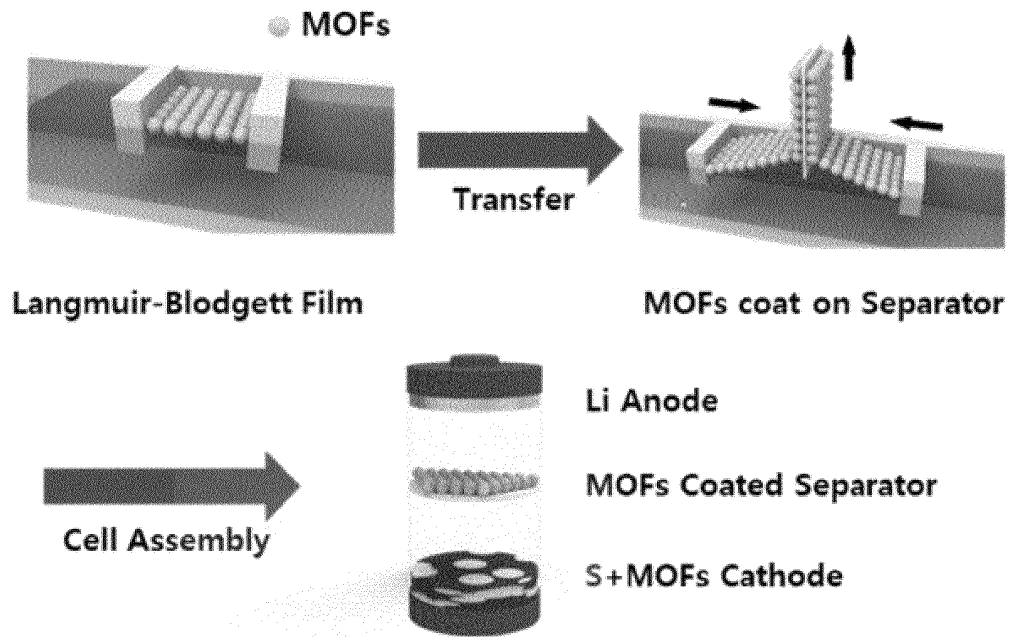 MOFs
Transfer
Langmuir-Blodgett Film
MOFs coat on Separator
Li Anode
MOFs Coated Separator
Cell Assembly
S+MOFs Cathode